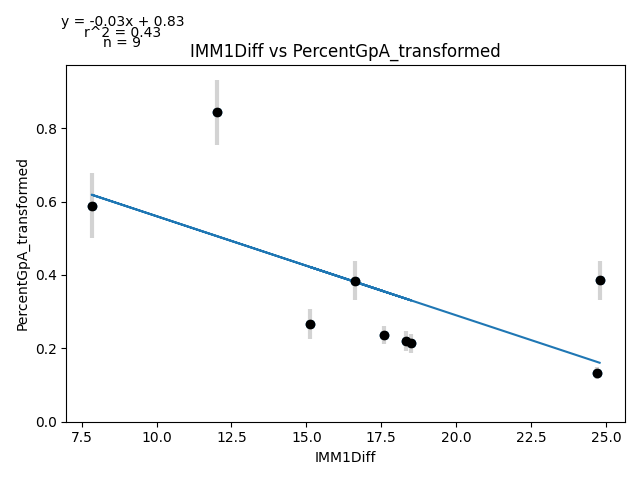 y = -0.03x + 0.83
r^2 = 0.43
n = 9
IMM1Diff vs PercentGpA_transformed
PercentGpA_transformed
0.8
0.6
0.4
0.2
0.0
7.5 10.0 12.5 15.0 17.5 20.0 22.5 25.0
IMM1Diff